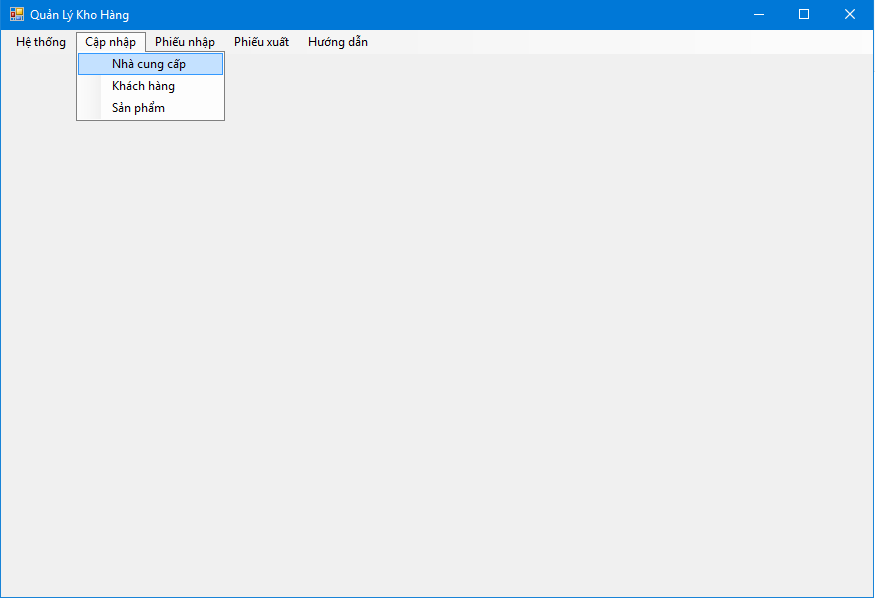 Quản Lý Kho Hàng
Hệ thống Cập nhập Phiếu nhập Phiếu xuất Hướng dẫn
Nhà cung cấp
Khách hàng
Sản phẩm